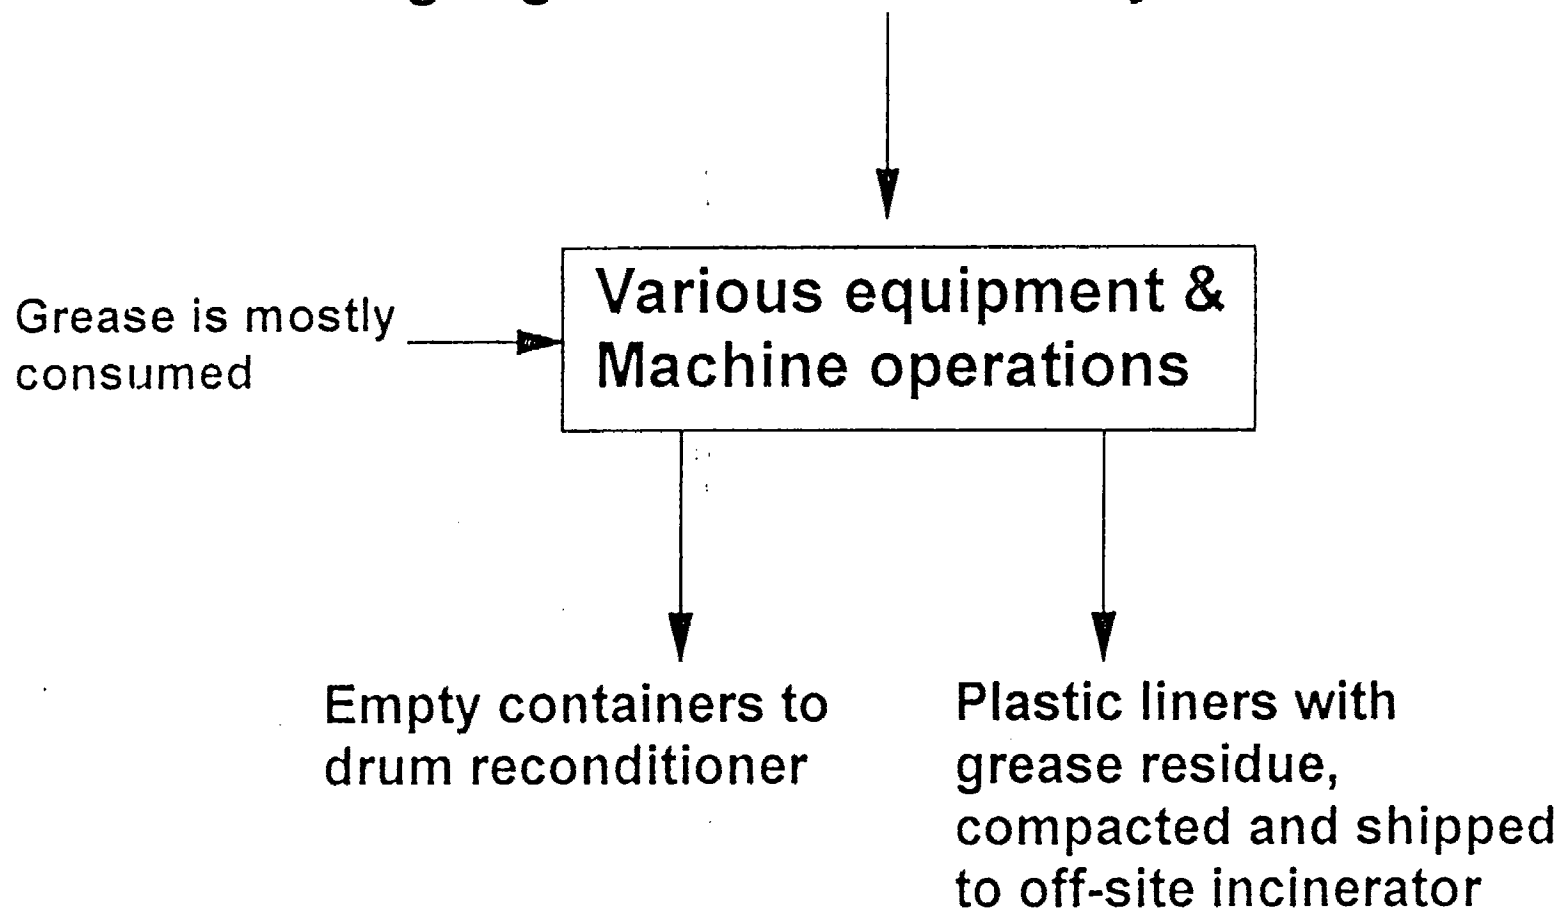 Various equipment &
Machine operations
Grease is mostly
consumed
Empty containers to
drum reconditioner
Plastic liners with
grease residue,
compacted and shipped
to off-site incinerator